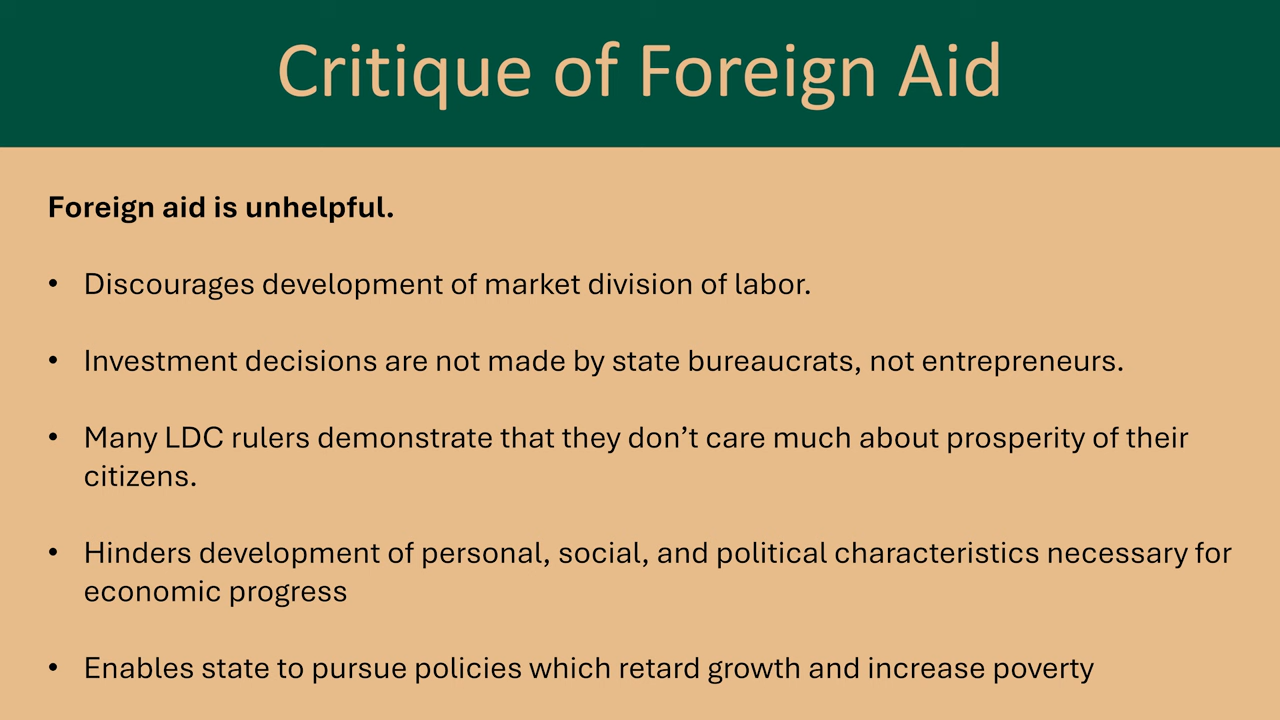 Critique of Foreign Aid
Foreign aid is unhelpful.
• Discourages development of market division of labor.
• Investment decisions are not made by state bureaucrats, not entrepreneurs.
• Many LDC rulers demonstrate that they don’t care much about prosperity of their
citizens.
• Hinders development of personal, social, and political characteristics necessary for
economic progress
• Enables state to pursue policies which retard growth and increase poverty